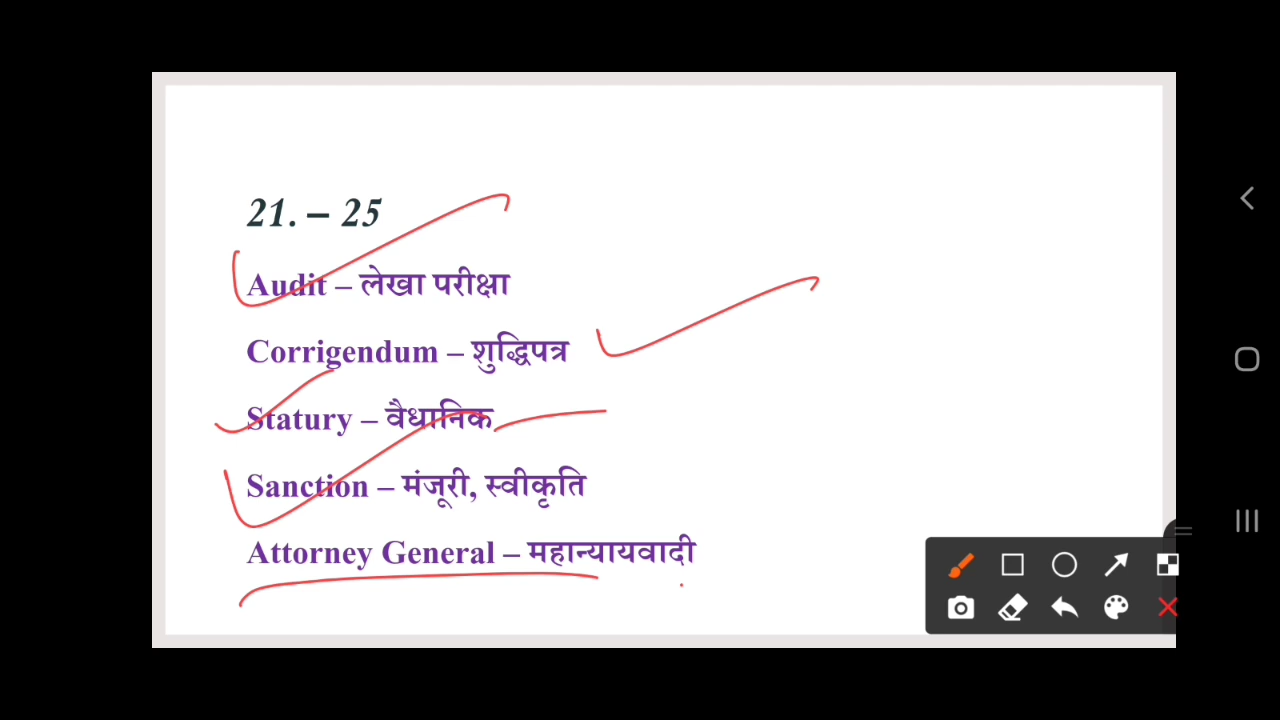 21. – 25
Audit – लेखा परीक्षा
Corrigendum – शुद्धिपत्र
Statury – वैधानिक
Sanction – मंजूरी, स्वीकृति
Attorney General – महान्यायवादी